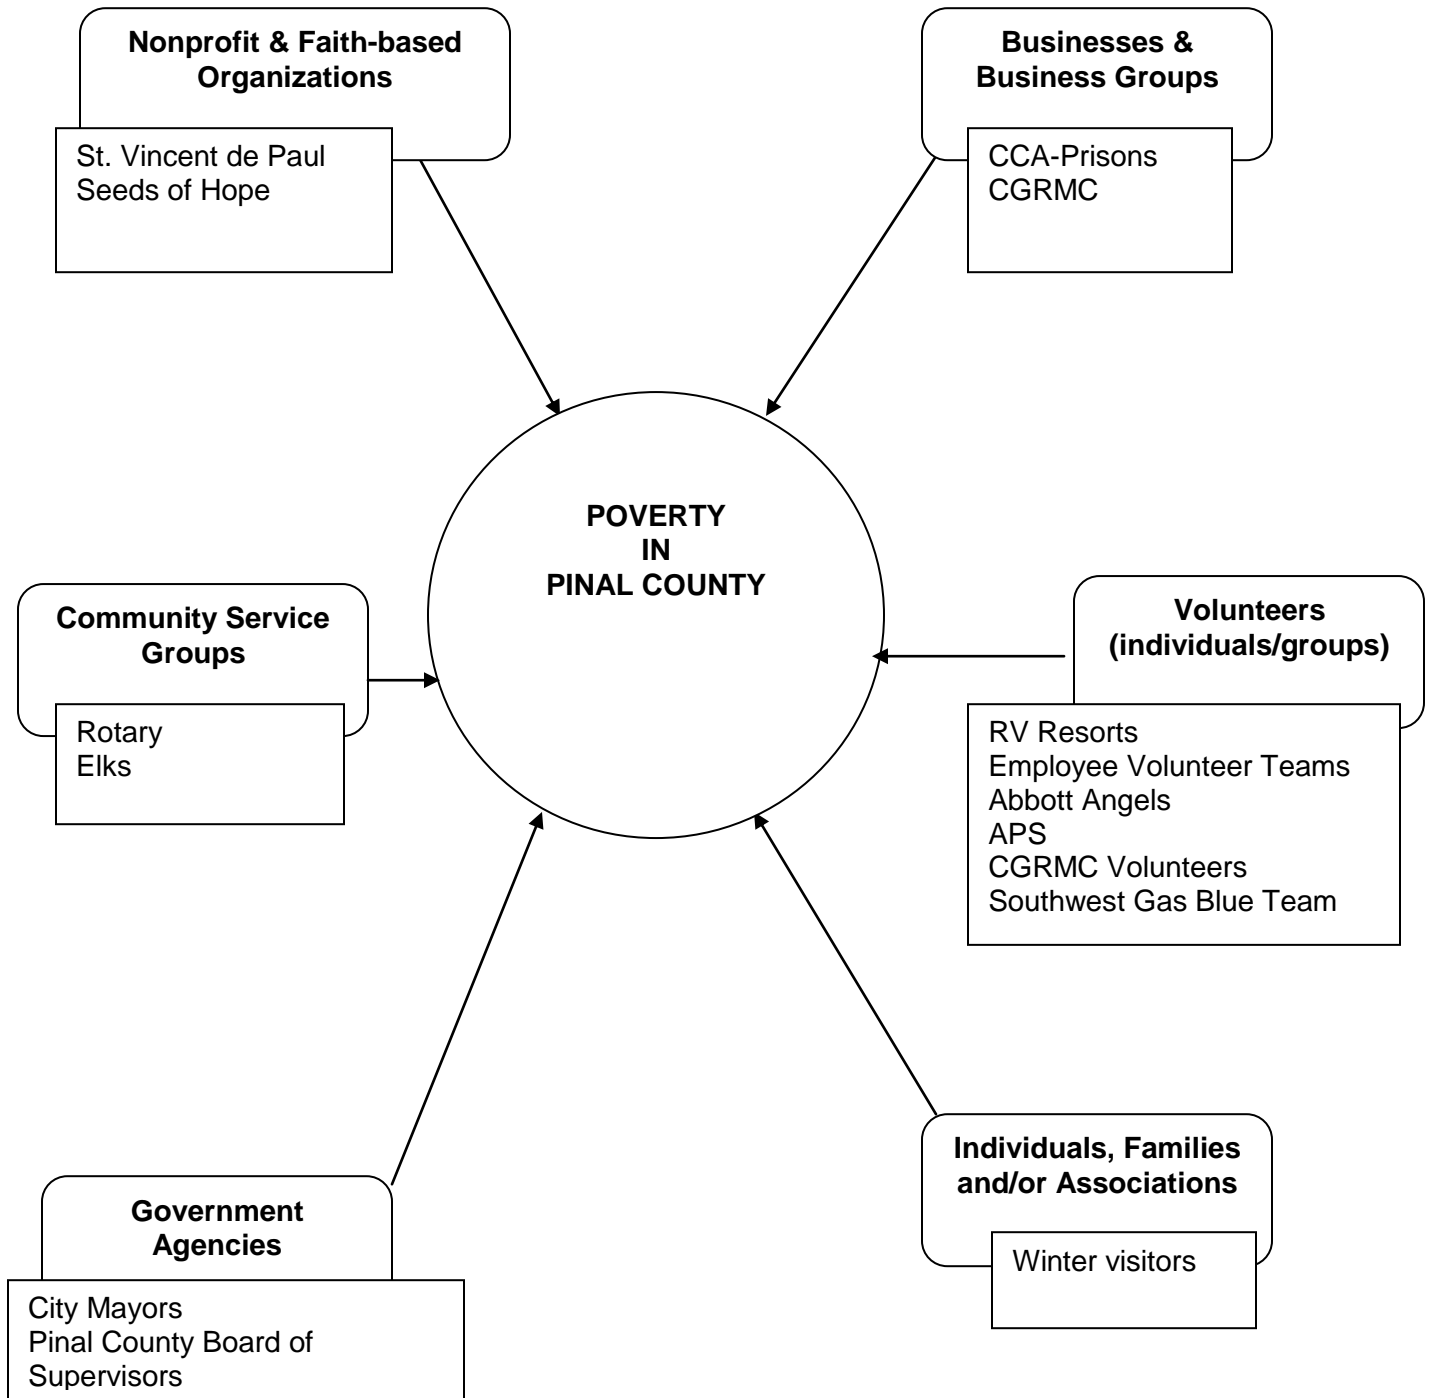 Nonprofit & Faith-based
Organizations
St. Vincent de Paul
Seeds of Hope
Businesses &
Business Groups
CCA-Prisons
CGRMC
POVERTY
IN
PINAL COUNTY
Community Service
Groups
Rotary
Elks
Volunteers
(individuals/groups)
RV Resorts
Employee Volunteer Teams
Abbott Angels
APS
CGRMC Volunteers
Southwest Gas Blue Team
Government
Agencies
City Mayors
Pinal County Board of
Supervisors
Individuals, Families
and/or Associations
Winter visitors